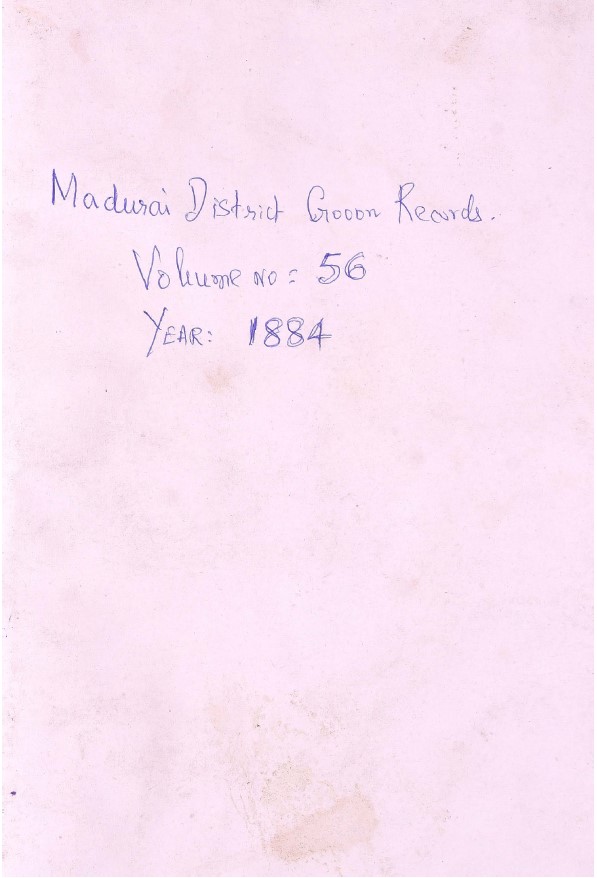 Madurai District Gooon Records.
Volume no: 56
YEAR: 1884